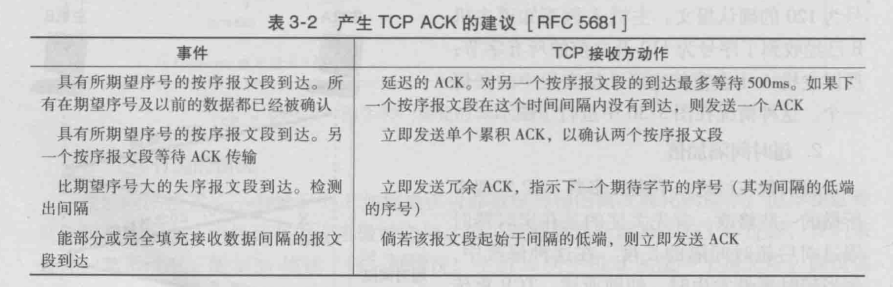 表 3-2 产生 TCP ACK 的建议 [RFC 5681]
事件 TCP 接收方动作
具有所期望序号的按序报文段到达。所 延迟的 ACK。对另一个按序报文段的到达最多等待 500ms。如果下
有在期望序号及以前的数据都已经被确认 一个按序报文段在这个时间间隔内没有到达，则发送一个 ACK
具有所期望序号的按序报文段到达。另 立即发送单个累积 ACK，以确认两个按序报文段
一个按序报文段等待 ACK 传输
比期望序号大的失序报文段到达。检测 立即发送冗余 ACK，指示下一个期待字节的序号（其为间隔的低端
出间隔 的序号）
能部分或完全填充接收数据间隔的报文 倘若该报文段起始于间隔的低端，则立即发送 ACK
段到达